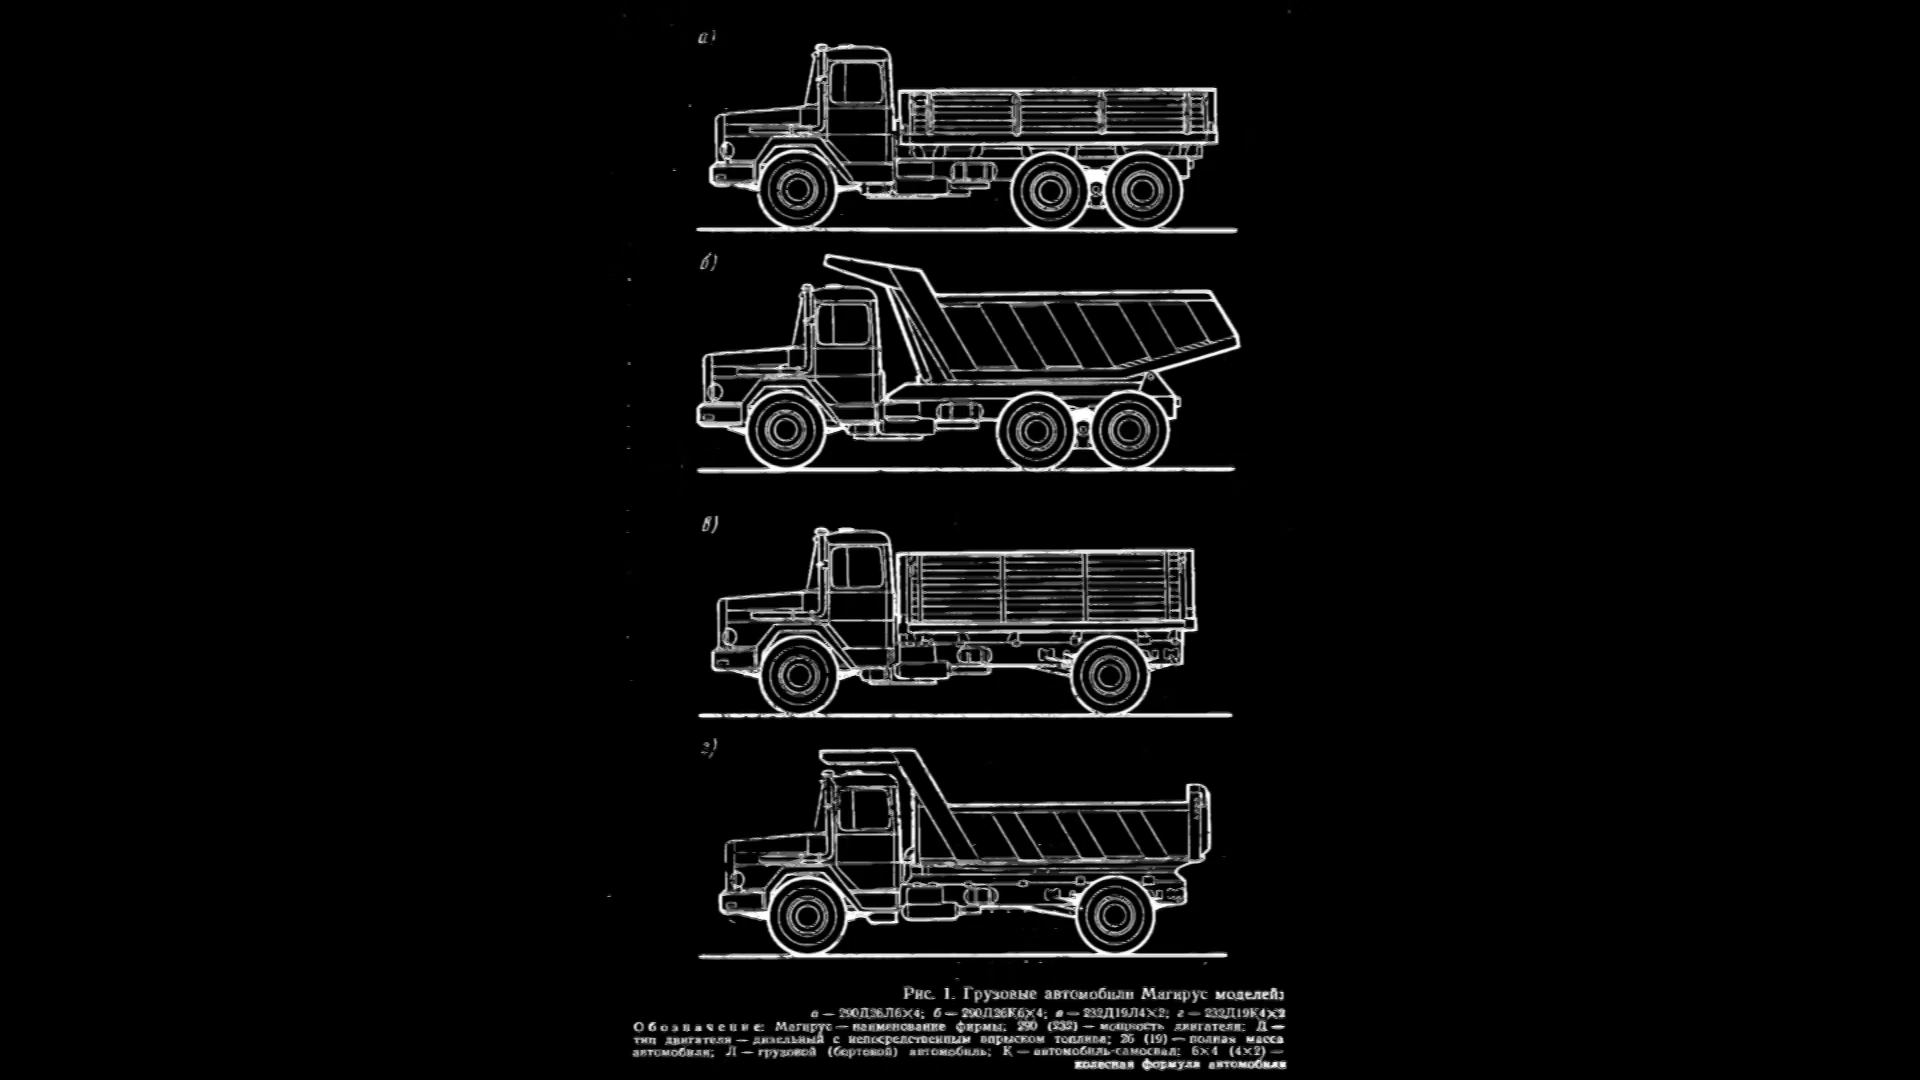 а)
б)
в)
г)
Рис. 1. Грузовые автомобили Магирус моделей:
а — 290Д26Л6×4; б — 290Д26К6×4; в — 232Д19Л4×2; г — 232Д19К4×2
Обозначение: Магирус — наименование фирмы; 290 (232) — мощность двигателя; Д —
тип двигателя — дизельный с непосредственным впрыском топлива; 26 (19) — полная масса
автомобиля; Л — грузовой (бортовой) автомобиль; К — автомобиль-самосвал; 6×4 (4×2) —
колесная формула автомобиля